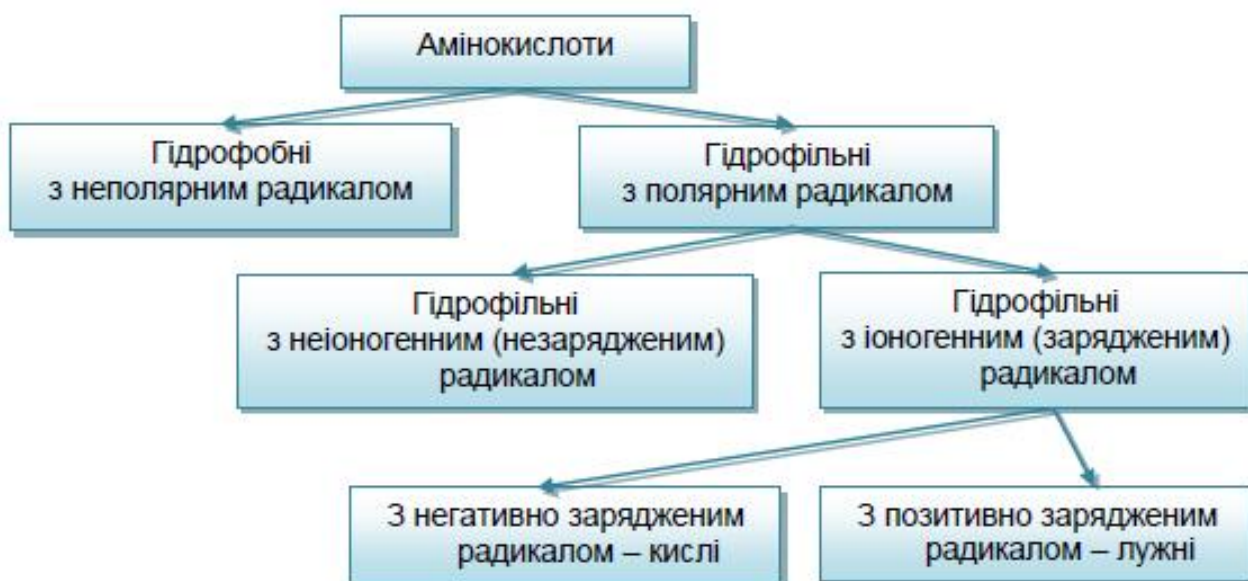 Амінокислоти
Гідрофобні
з неполярним радикалом
Гідрофільні
з полярним радикалом
Гідрофільні
з неіоногенним (незарядженим)
радикалом
Гідрофільні
з іоногенним (зарядженим)
радикалом
З негативно зарядженим
радикалом – кислі
З позитивно зарядженим
радикалом – лужні